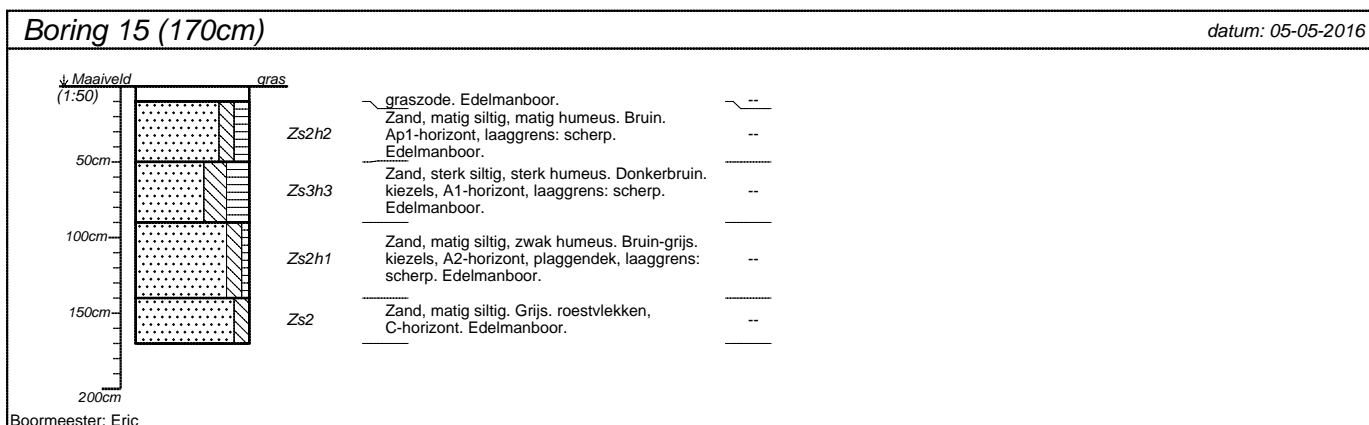 Boring 15 (170cm)
datum: 05-05-2016
Maaiveld
gras
(1:50)
graszode. Edelmanboor.
--
Zs2h2
Zand, matig siltig, matig humeus. Bruin.
Ap1-horizont, laaggrens: scherp.
Edelmanboor.
--
50cm
Zs3h3
Zand, sterk siltig, sterk humeus. Donkerbruin.
kiezels, A1-horizont, laaggrens: scherp.
Edelmanboor.
--
100cm
Zs2h1
Zand, matig siltig, zwak humeus. Bruin-grijs.
kiezels, A2-horizont, plaggendek, laaggrens:
scherp. Edelmanboor.
--
150cm
Zs2
Zand, matig siltig. Grijs. roestvlekken,
C-horizont. Edelmanboor.
--
200cm
Boormeester: Eric